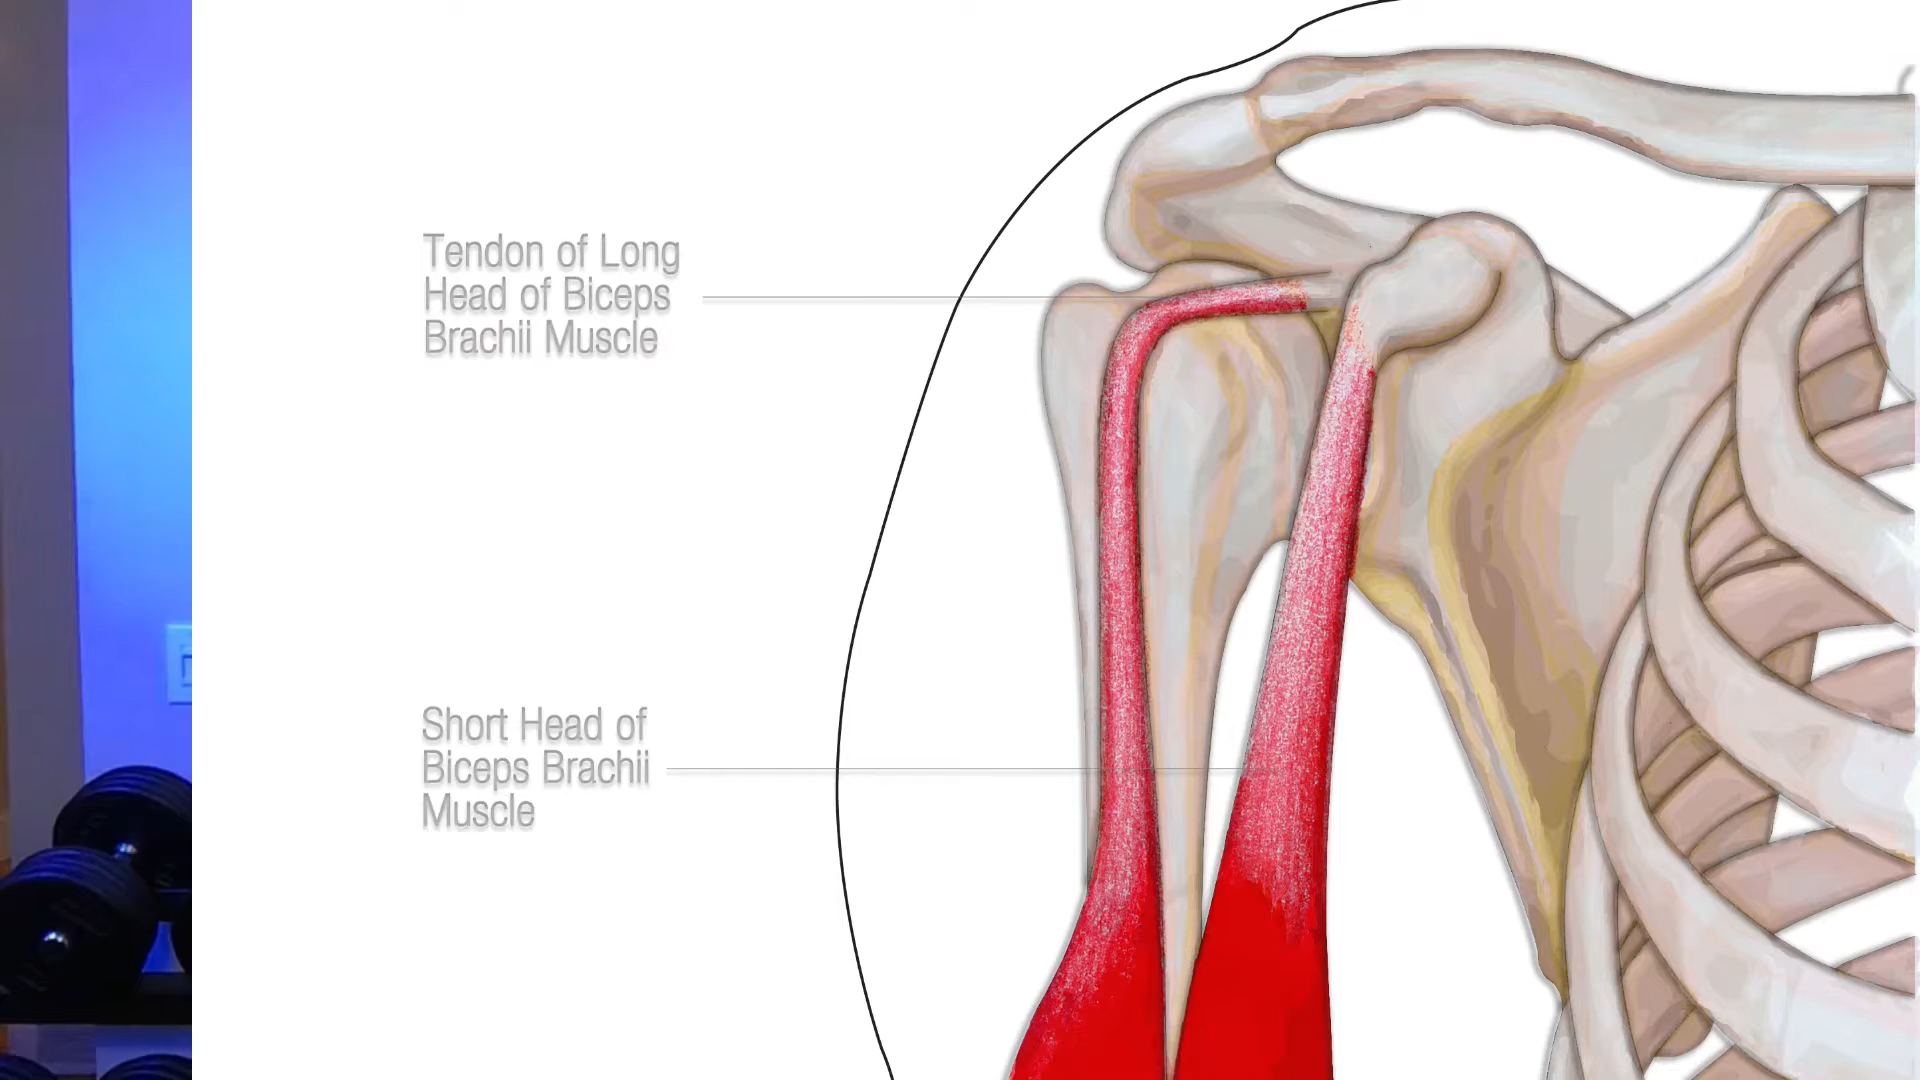 Tendon of Long
Head of Biceps
Brachii Muscle
Short Head of
Biceps Brachii
Muscle